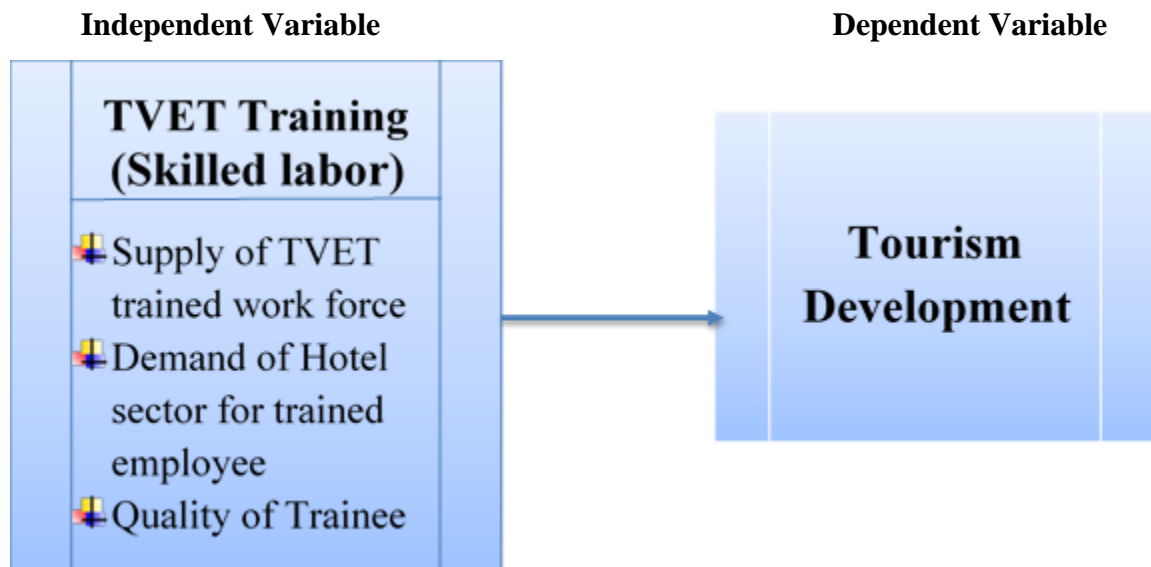 Independent Variable
Dependent Variable
TVET Training
(Skilled labor)
Supply of TVET
trained work force
Demand of Hotel
sector for trained
employee
Quality of Trainee
Tourism
Development